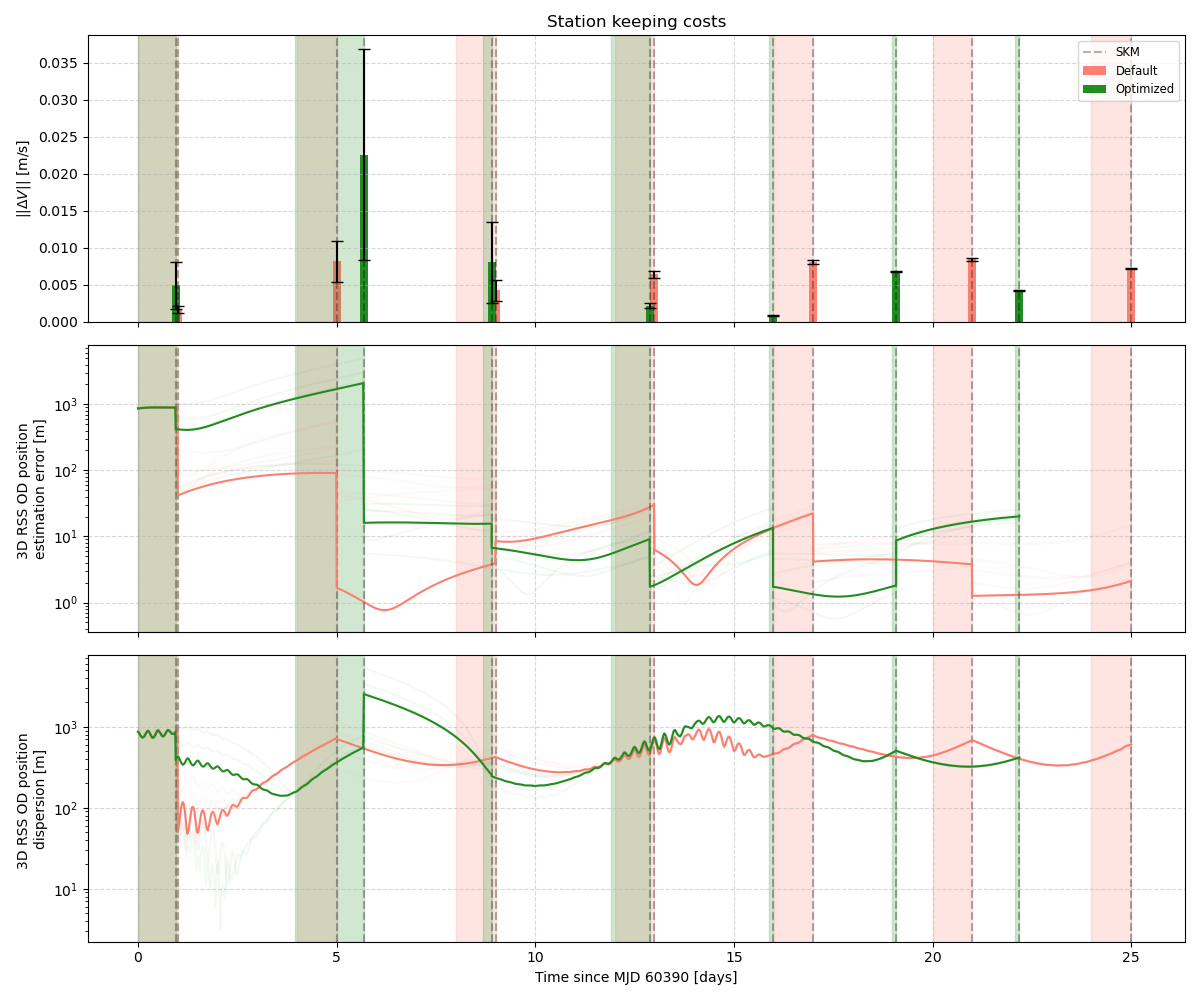 Station keeping costs
||ΔV|| [m/s]
0.035
0.030
0.025
0.020
0.015
0.010
0.005
0.000
SKM
Default
Optimized
3D RSS OD position
estimation error [m]
10³
10²
10¹
10⁰
3D RSS OD position
dispersion [m]
10³
10²
10¹
0 5 10 15 20 25
Time since MJD 60390 [days]